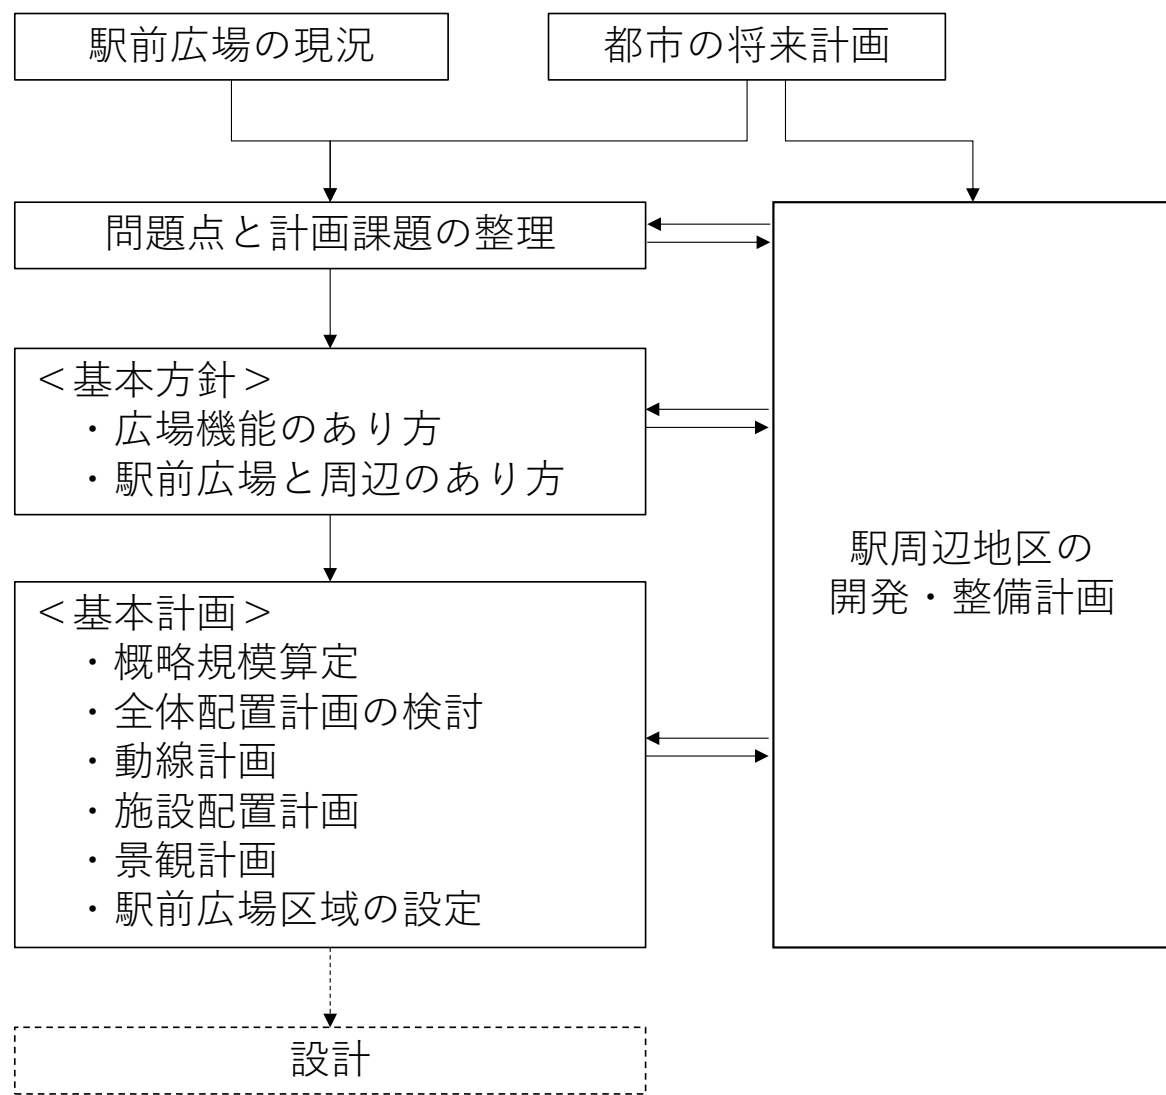 駅前広場の現況
都市の将来計画
問題点と計画課題の整理
＜基本方針＞
・広場機能のあり方
・駅前広場と周辺のあり方
駅周辺地区の
開発・整備計画
＜基本計画＞
・概略規模算定
・全体配置計画の検討
・動線計画
・施設配置計画
・景観計画
・駅前広場区域の設定
設計